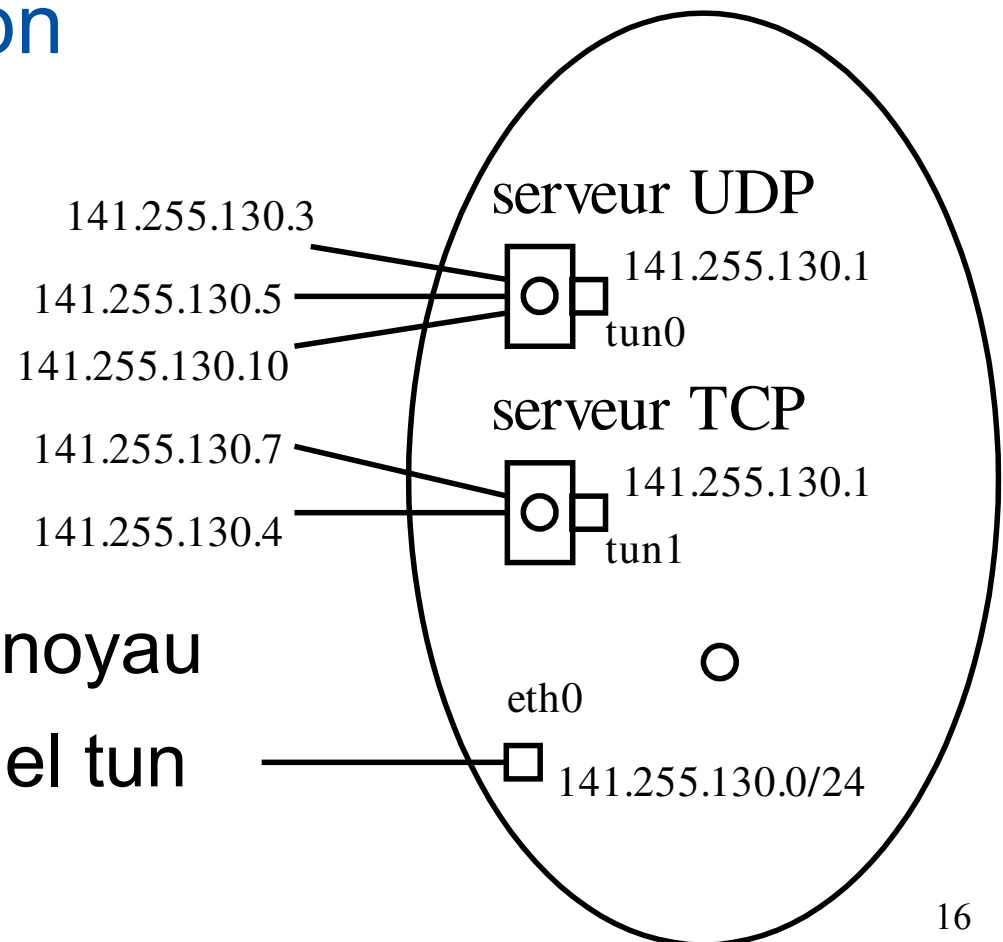 on
serveur UDP
141.255.130.3
141.255.130.1
141.255.130.5
tun0
141.255.130.10
serveur TCP
141.255.130.7
141.255.130.1
141.255.130.4
tun1
noyau
eth0
el tun
141.255.130.0/24
16